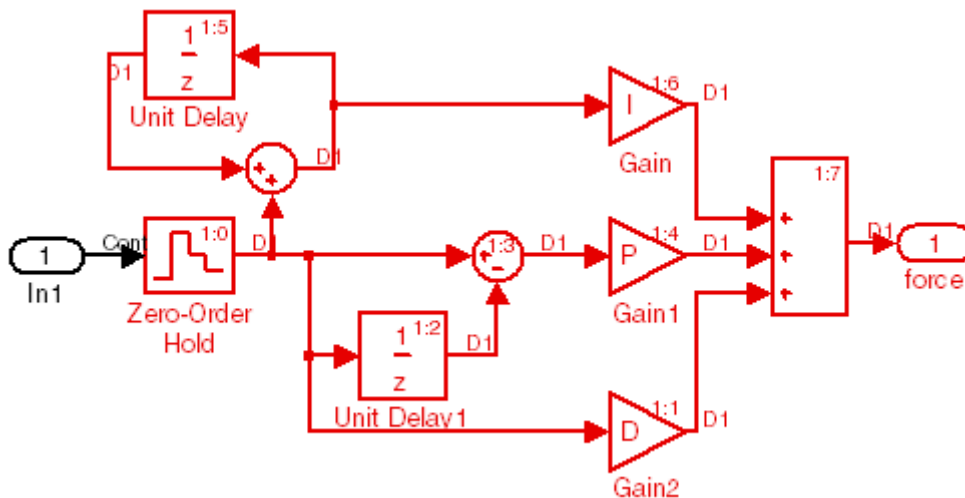 1 1:5
z
D1
Unit Delay
D1
1:6
D1
I
Gain
1:7
1
In1
Cont
1:0
D1
Zero-Order
Hold
1:3
D1
1:4
D1
P
Gain1
D1
1
force
1 1:2
z
D1
Unit Delay1
1:1
D1
D
Gain2